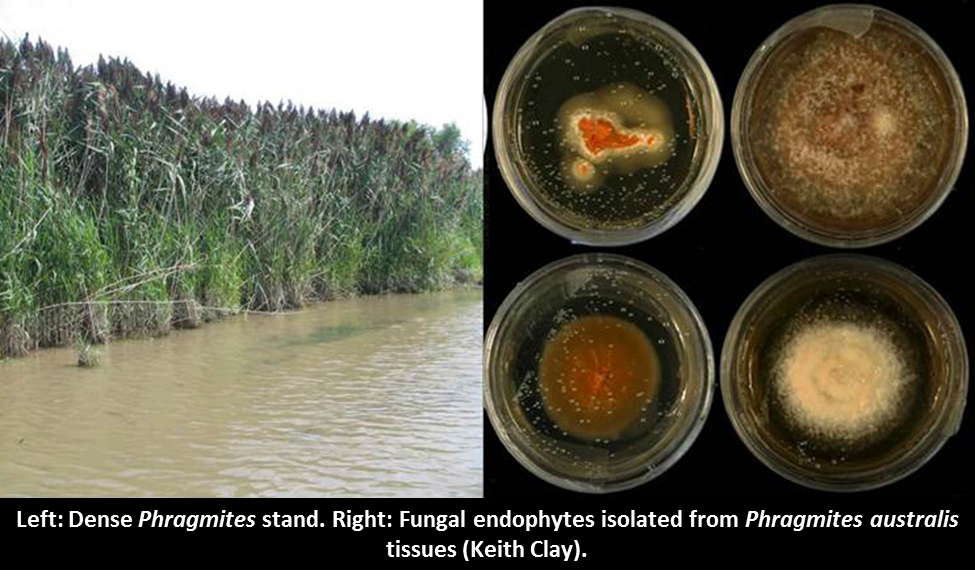 Left: Dense Phragmites stand. Right: Fungal endophytes isolated from Phragmites australis
tissues (Keith Clay).